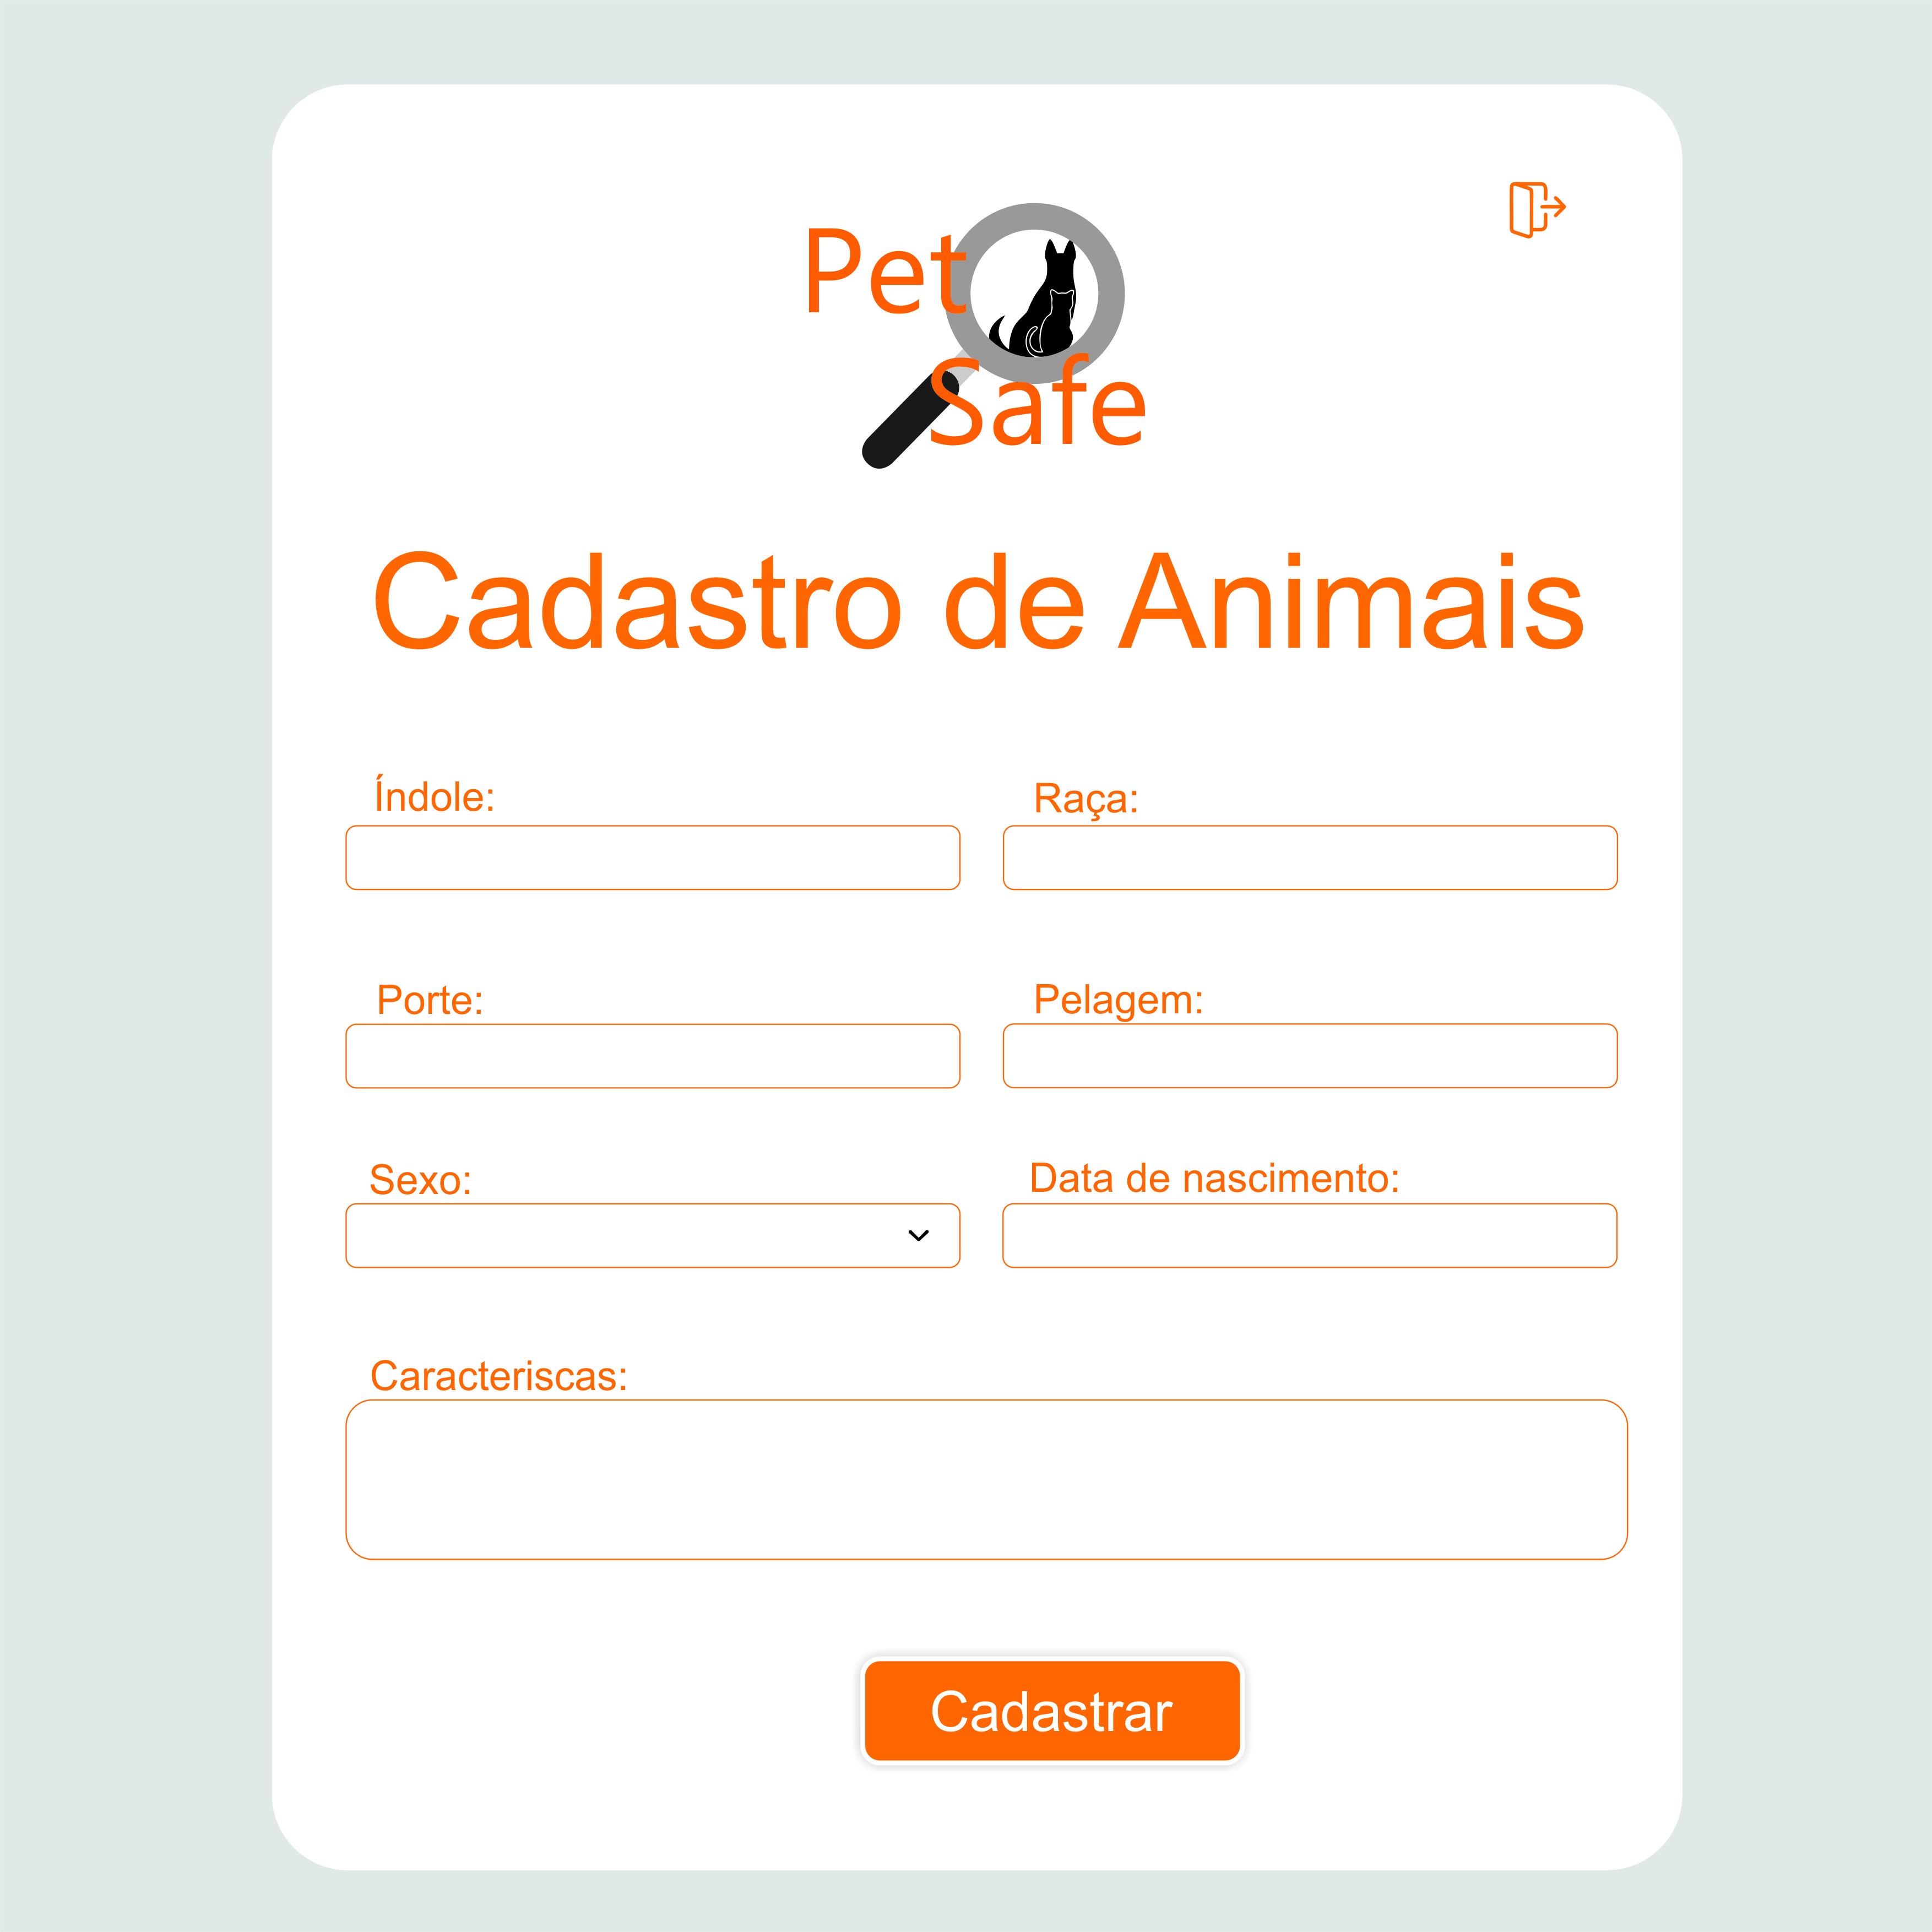 Pet
Safe
Cadastro de Animais
Índole:
Raça:
Porte:
Pelagem:
Sexo:
Data de nascimento:
Caracteriscas:
Cadastrar